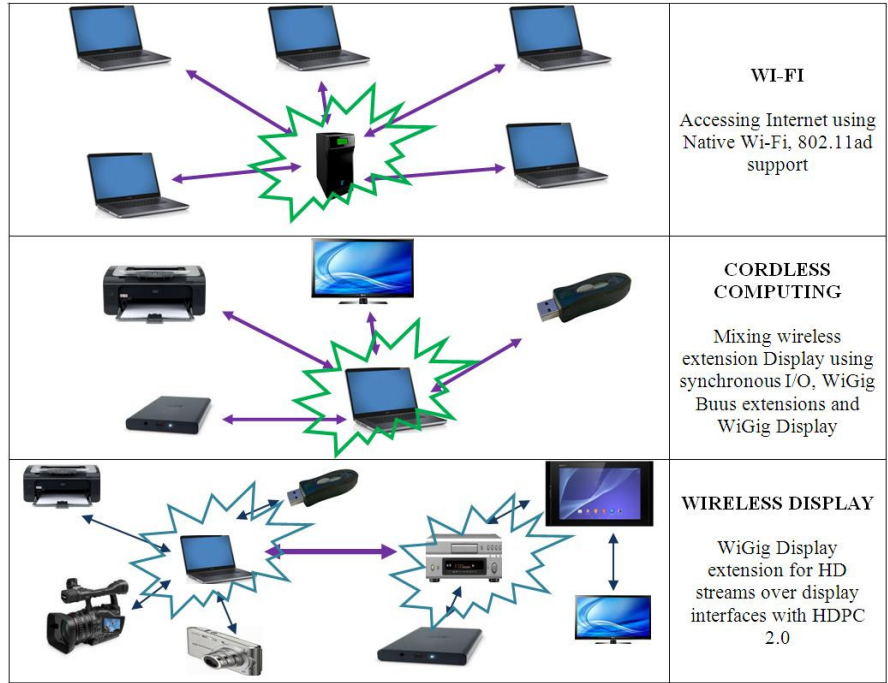 WI-FI
Accessing Internet using
Native Wi-Fi, 802.11ad
support
CORDLESS
COMPUTING
Mixing wireless
extension Display using
synchronous I/O, WiGig
Buus extensions and
WiGig Display
WIRELESS DISPLAY
WiGig Display
extension for HD
streams over display
interfaces with HDPC
2.0